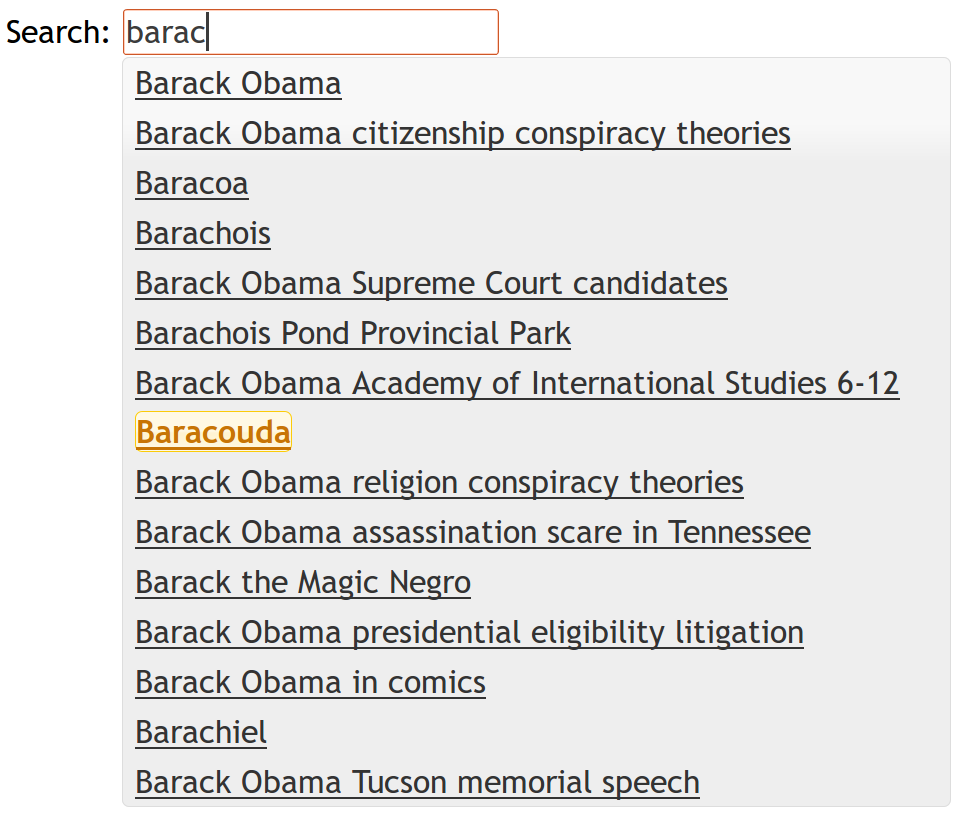 Search: barac
Barack Obama
Barack Obama citizenship conspiracy theories
Baracoa
Barachois
Barack Obama Supreme Court candidates
Barachois Pond Provincial Park
Barack Obama Academy of International Studies 6-12
Baracouda
Barack Obama religion conspiracy theories
Barack Obama assassination scare in Tennessee
Barack the Magic Negro
Barack Obama presidential eligibility litigation
Barack Obama in comics
Barachiel
Barack Obama Tucson memorial speech